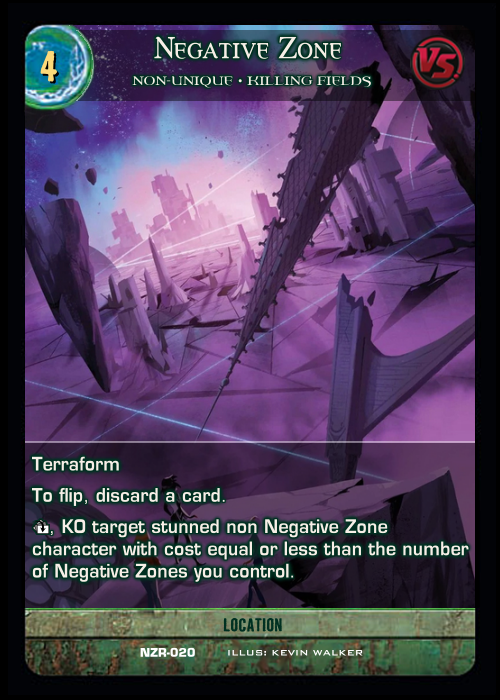 4
Negative Zone
VS.
NON-UNIQUE • KILLING FIELDS
Terraform
To flip, discard a card.
, KO target stunned non Negative Zone
character with cost equal or less than the number
of Negative Zones you control.
LOCATION
NZR-020 ILLUS: KEVIN WALKER